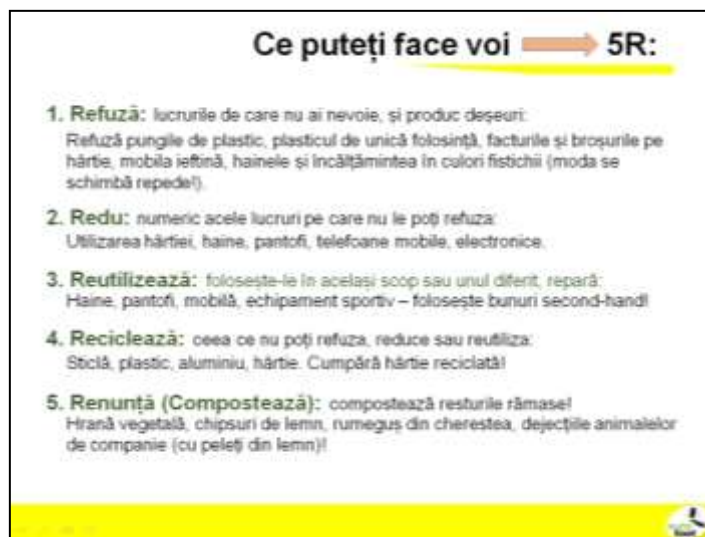 Ce puteți face voi 5R:
1. Refuză: lucrurile de care nu ai nevoie, și produc deșeuri:
Refuză pungile de plastic, plasticul de unică folosință, facturile și broșurile pe
hârtie, mobila ieftină, hainele și încălțămintea în culori fistichii (moda se
schimbă repede!).
2. Redu: numeric acele lucruri pe care nu le poți refuza:
Utilizarea hârtiei, haine, pantofi, telefoane mobile, electronice.
3. Reutilizează: folosește-le în același scop sau unul diferit, repară:
Haine, pantofi, mobilă, echipament sportiv – folosește bunuri second-hand!
4. Reciclează: ceea ce nu poți refuza, reduce sau reutiliza:
Sticlă, plastic, aluminiu, hârtie. Cumpără hârtie reciclată!
5. Renunță (Compostează): compostează resturile rămase!
Hrană vegetală, chipsuri de lemn, rumeguș din cherestea, dejecțiile animalelor
de companie (cu peleți din lemn)!